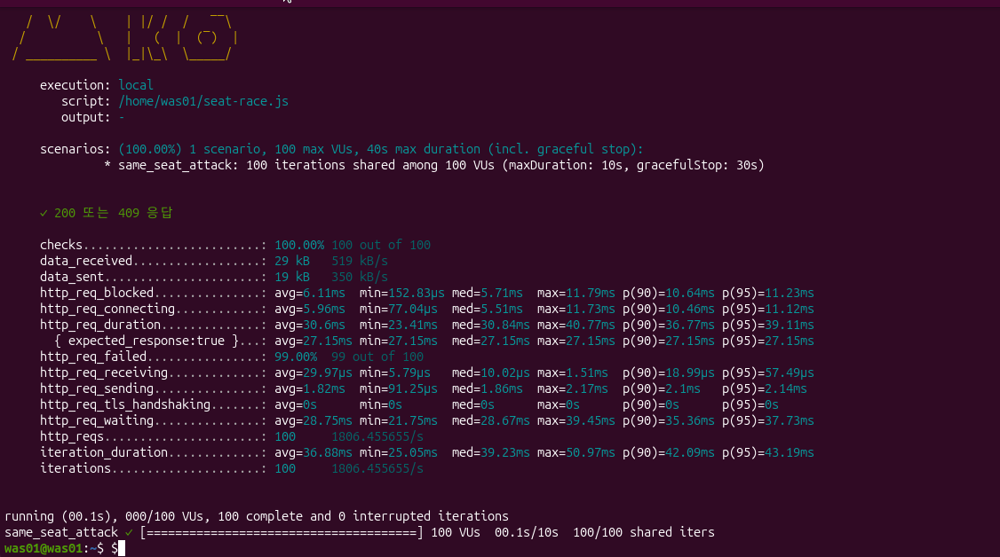 execution: local
script: /home/was01/seat-race.js
output: -
scenarios: (100.00%) 1 scenario, 100 max VUs, 40s max duration (incl. graceful stop):
* same_seat_attack: 100 iterations shared among 100 VUs (maxDuration: 10s, gracefulStop: 30s)
✓ 200 또는 409 응답
checks.........................: 100.00% 100 out of 100
data_received..................: 29 kB 519 kB/s
data_sent......................: 19 kB 350 kB/s
http_req_blocked...............: avg=6.11ms min=152.83µs med=5.71ms max=11.79ms p(90)=10.64ms p(95)=11.23ms
http_req_connecting............: avg=5.96ms min=77.04µs med=5.51ms max=11.73ms p(90)=10.46ms p(95)=11.12ms
http_req_duration..............: avg=30.6ms min=23.41ms med=30.84ms max=40.77ms p(90)=36.77ms p(95)=39.11ms
{ expected_response:true }...: avg=27.15ms min=27.15ms med=27.15ms max=27.15ms p(90)=27.15ms p(95)=27.15ms
http_req_failed................: 99.00% 99 out of 100
http_req_receiving.............: avg=29.97µs min=5.79µs med=10.02µs max=1.51ms p(90)=18.99µs p(95)=57.49µs
http_req_sending...............: avg=1.82ms min=91.25µs med=1.86ms max=2.17ms p(90)=2.1ms p(95)=2.14ms
http_req_tls_handshaking.......: avg=0s min=0s med=0s max=0s p(90)=0s p(95)=0s
http_req_waiting...............: avg=28.75ms min=21.75ms med=28.67ms max=39.45ms p(90)=35.36ms p(95)=37.73ms
http_reqs......................: 100 1806.455655/s
iteration_duration.............: avg=36.88ms min=25.05ms med=39.23ms max=50.97ms p(90)=42.09ms p(95)=43.19ms
iterations.....................: 100 1806.455655/s
running (00.1s), 000/100 VUs, 100 complete and 0 interrupted iterations
same_seat_attack ✓ [======================================] 100 VUs 00.1s/10s 100/100 shared iters
was01@was01:~$ $